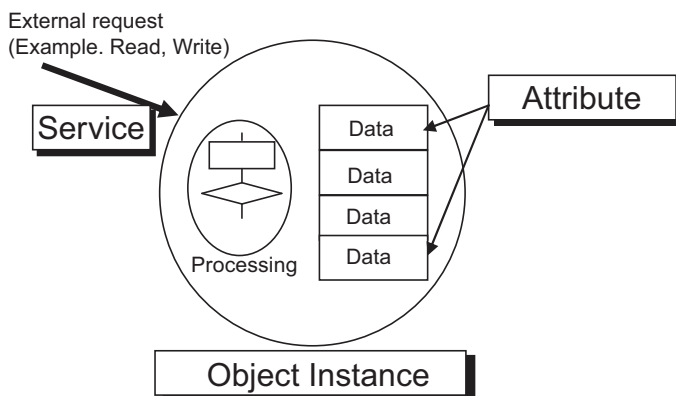 External request
(Example. Read, Write)
Service
Attribute
Data
Data
Data
Data
Processing
Object Instance